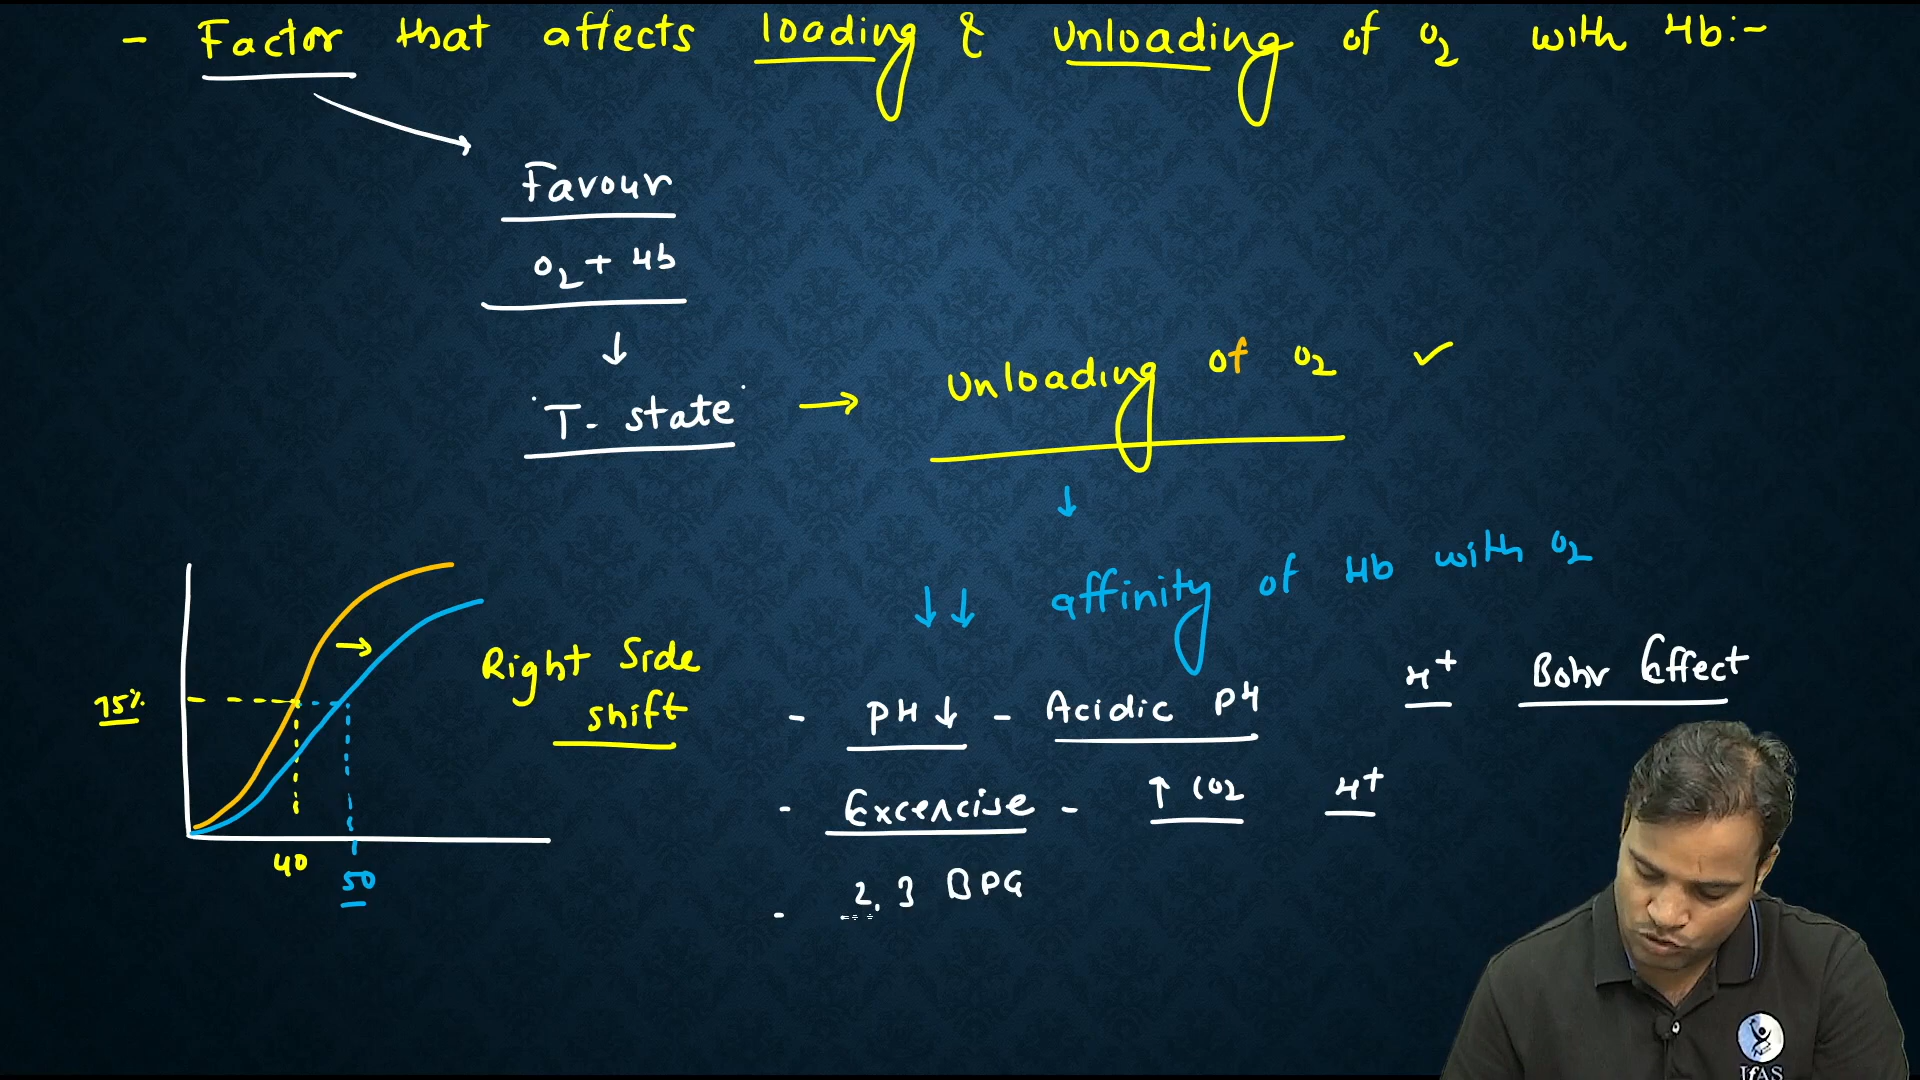 - Factor that affects loading & unloading of O2 with Hb:-
Favour
O2 + Hb
↓
"T- state" → Unloading of O2 ✓
↓
↓↓ affinity of Hb with O2
Right Side
shift
75%
40
50
- PH↓ - Acidic PH H+ Bohr Effect
- Excercise - ↑ CO2 H+
- 2,3 BPG
IFAS